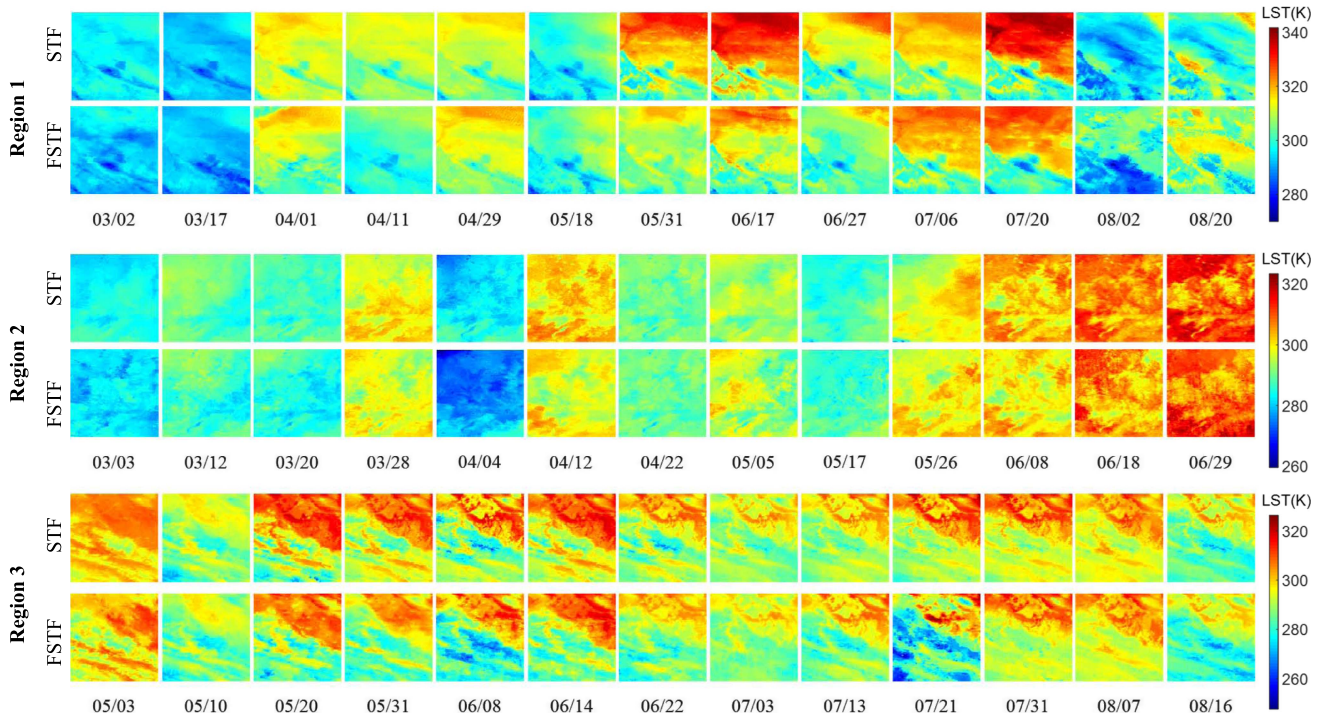 LST(K)
Region 1
STF
FSTF
340
320
300
280
03/02 03/17 04/01 04/11 04/29 05/18 05/31 06/17 06/27 07/06 07/20 08/02 08/20
LST(K)
Region 2
STF
FSTF
320
300
280
260
03/03 03/12 03/20 03/28 04/04 04/12 04/22 05/05 05/17 05/26 06/08 06/18 06/29
LST(K)
Region 3
STF
FSTF
320
300
280
260
05/03 05/10 05/20 05/31 06/08 06/14 06/22 07/03 07/13 07/21 07/31 08/07 08/16